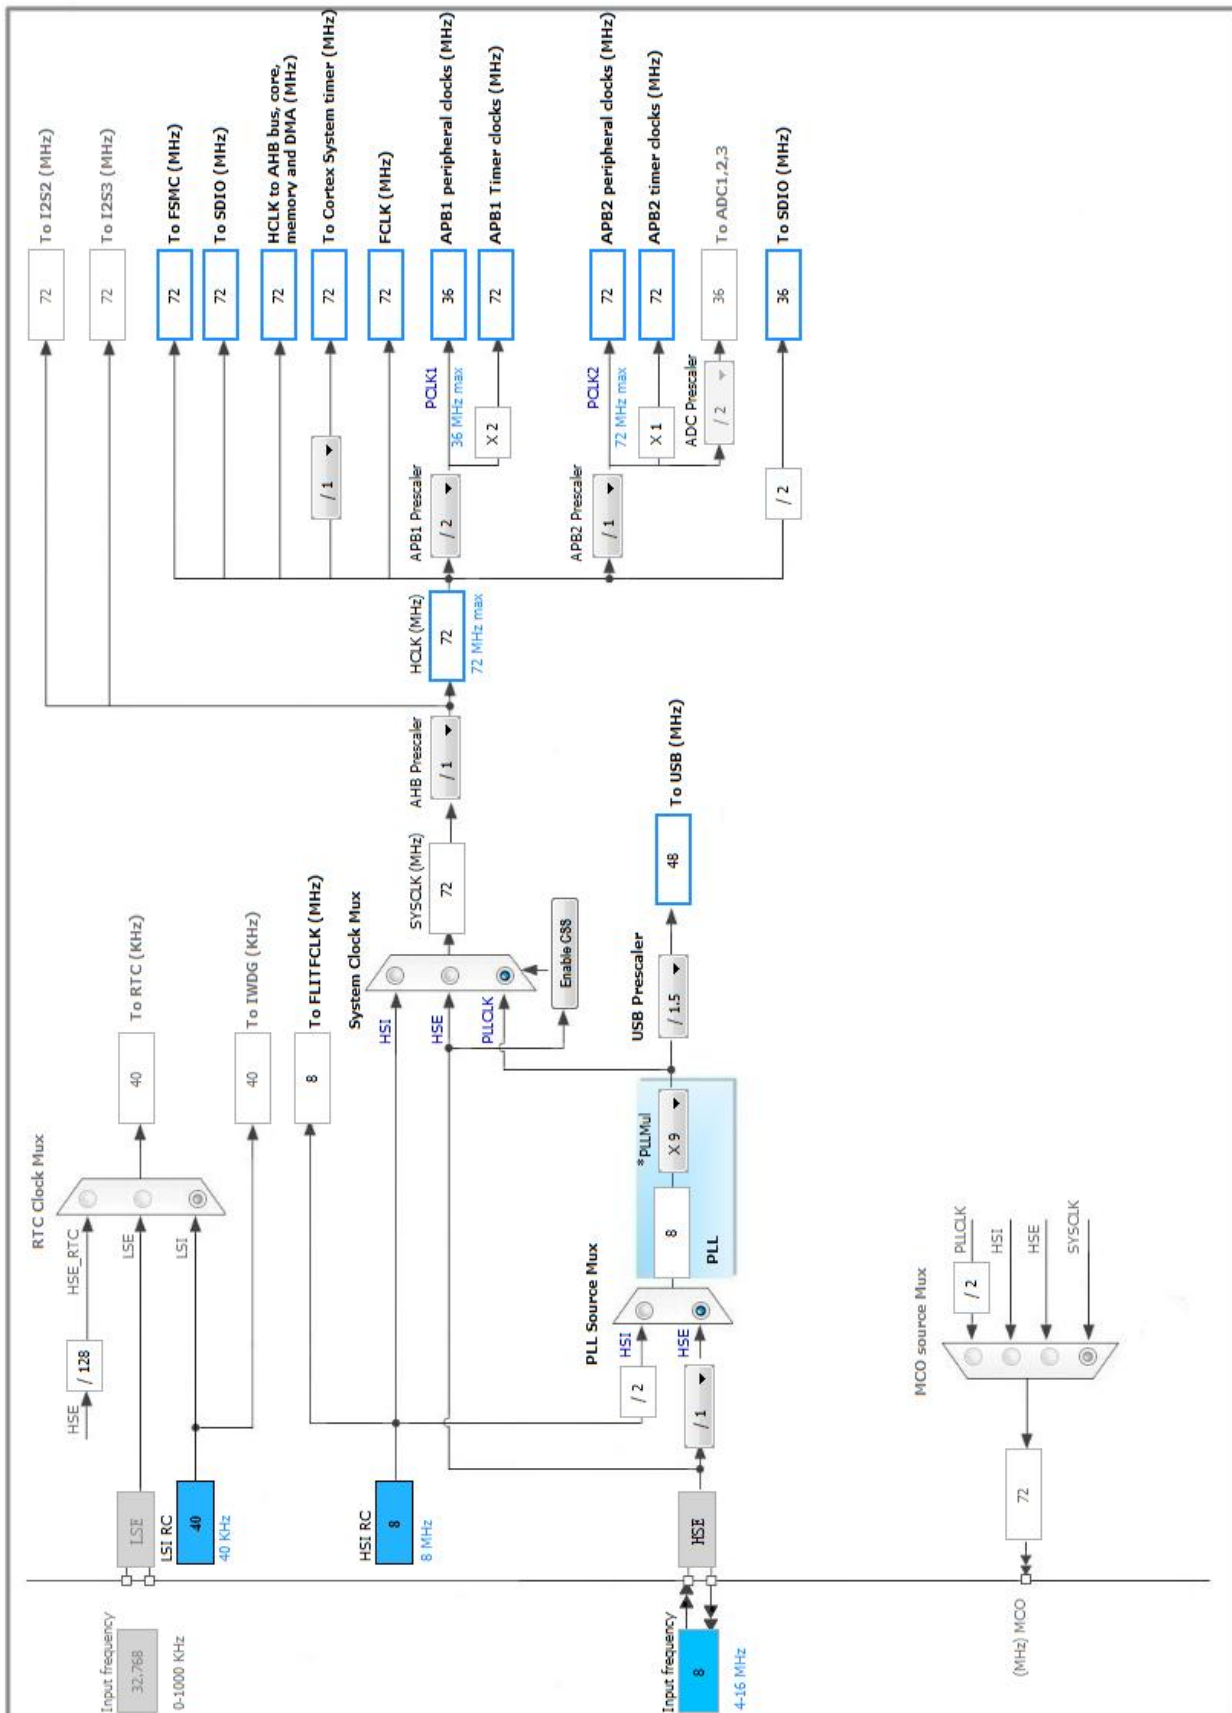 RTC Clock Mux
HSE
/ 128
HSE_RTC
Input frequency
32.768
0-1000 KHz
LSE
LSE
40
To RTC (KHz)
LSI RC
40
40 KHz
LSI
40
To IWDG (KHz)
8
To FLITFCLK (MHz)
HSI RC
8
8 MHz
System Clock Mux
HSI
HSE
PLLCLK
Enable CSS
SYSCLK (MHz)
72
AHB Prescaler
/ 1
HCLK (MHz)
72
72 MHz max
72
To I2S2 (MHz)
72
To I2S3 (MHz)
72
To FSMC (MHz)
72
To SDIO (MHz)
72
HCLK to AHB bus, core,
memory and DMA (MHz)
/ 1
72
To Cortex System timer (MHz)
72
FCLK (MHz)
APB1 Prescaler
/ 2
PCLK1
36 MHz max
36
APB1 peripheral clocks (MHz)
X 2
72
APB1 Timer clocks (MHz)
APB2 Prescaler
/ 1
PCLK2
72 MHz max
72
APB2 peripheral clocks (MHz)
X 1
72
APB2 timer clocks (MHz)
ADC Prescaler
/ 2
36
To ADC1,2,3
/ 2
36
To SDIO (MHz)
PLL Source Mux
/ 2
HSI
Input frequency
8
4-16 MHz
HSE
/ 1
HSE
8
*PLLMul
X 9
PLL
USB Prescaler
/ 1.5
48
To USB (MHz)
MCO source Mux
(MHz) MCO
72
/ 2
PLLCLK
HSI
HSE
SYSCLK